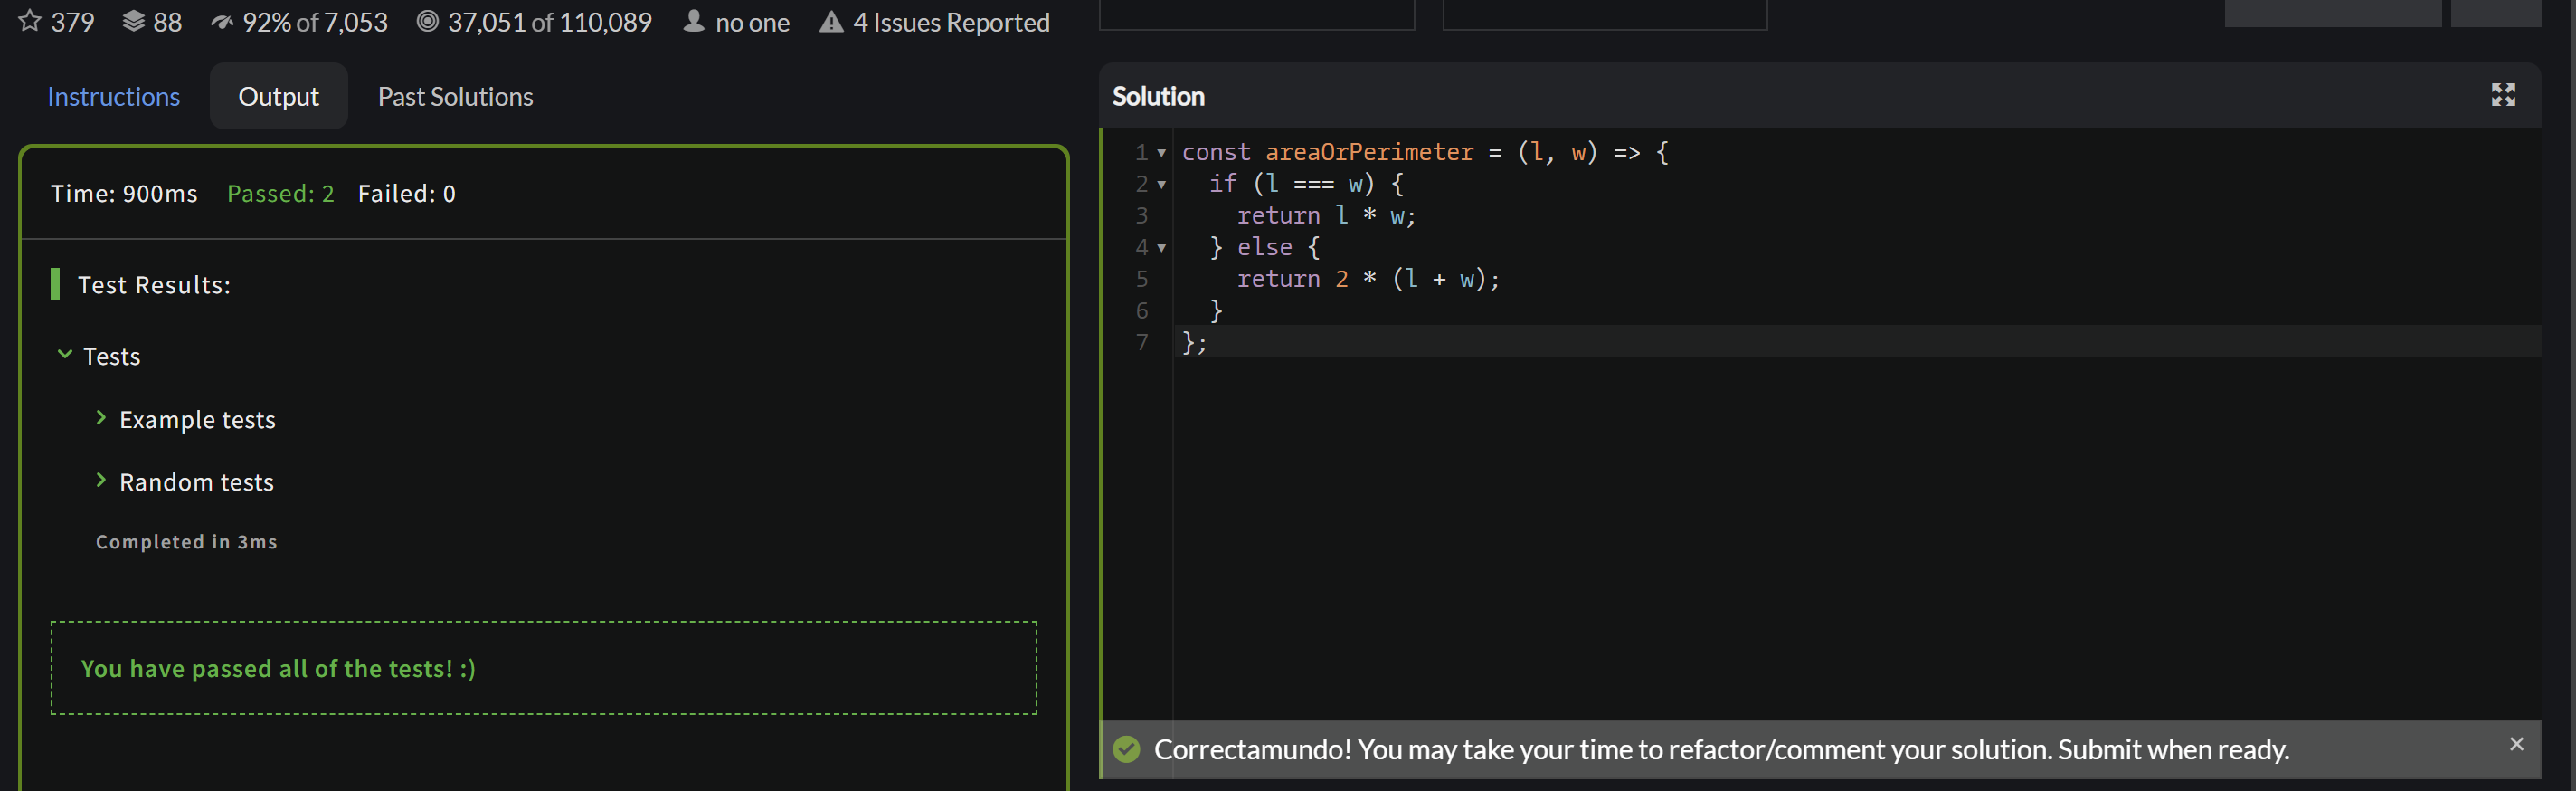 379 88 92% of 7,053 37,051 of 110,089 no one 4 Issues Reported
Instructions Output Past Solutions
Time: 900ms Passed: 2 Failed: 0
Test Results:
Tests
Example tests
Random tests
Completed in 3ms
You have passed all of the tests! :)
Solution
1 const areaOrPerimeter = (l, w) => {
2   if (l === w) {
3     return l * w;
4   } else {
5     return 2 * (l + w);
6   }
7 };
Correctamundo! You may take your time to refactor/comment your solution. Submit when ready. ×